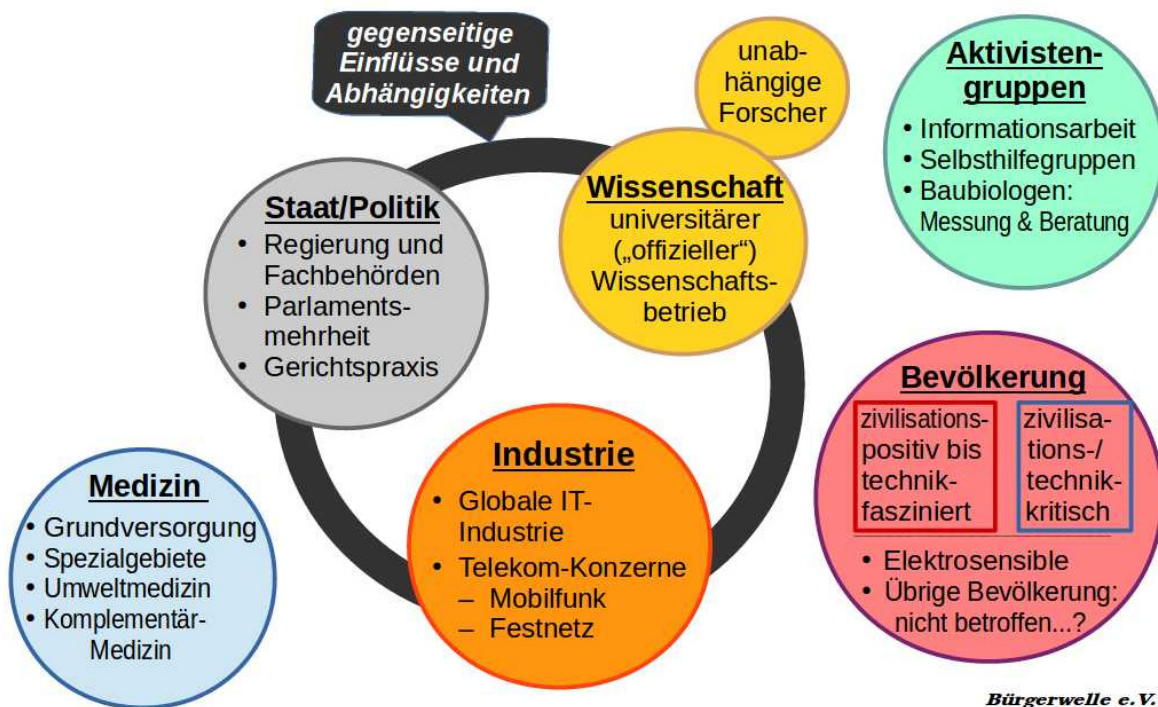 gegenseitige
Einflüsse und
Abhängigkeiten
unab-
hängige
Forscher
Aktivisten-
gruppen
• Informationsarbeit
• Selbsthilfegruppen
• Baubiologen:
Messung & Beratung
Staat/Politik
• Regierung und
Fachbehörden
• Parlaments-
mehrheit
• Gerichtspraxis
Wissenschaft
universitärer
(„offizieller“)
Wissenschafts-
betrieb
Bevölkerung
zivilisations-
positiv bis
technik-
fasziniert
zivilisa-
tions-/
technik-
kritisch
• Elektrosensible
• Übrige Bevölkerung:
nicht betroffen...?
Industrie
• Globale IT-
Industrie
• Telekom-Konzerne
– Mobilfunk
– Festnetz
Medizin
• Grundversorgung
• Spezialgebiete
• Umweltmedizin
• Komplementär-
Medizin
Bürgerwelle e.V.